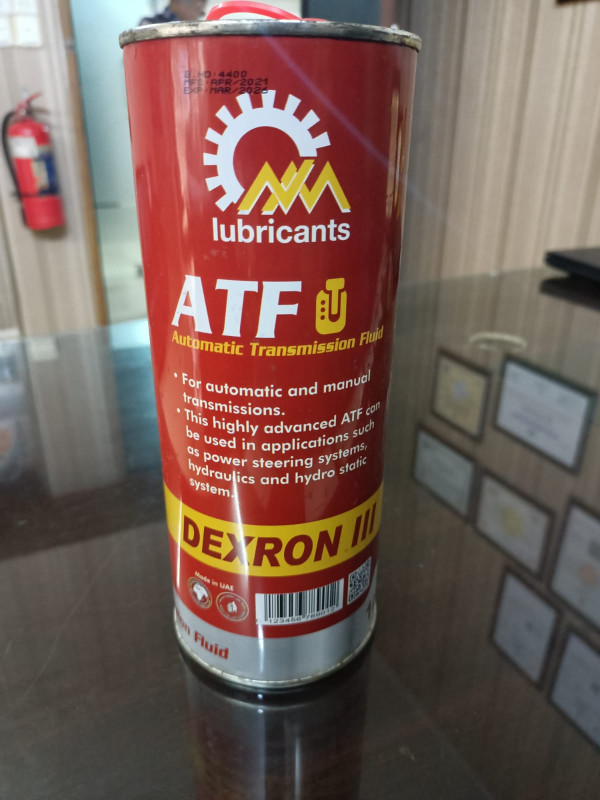 B.NO: 4400
MFG: APR/2021
EXP: MAR/2026
lubricants
ATF
Automatic Transmission Fluid
• For automatic and manual
transmissions.
• This highly advanced ATF can
be used in applications such
as power steering systems,
hydraulics and hydro static
system.
DEXRON III
Made in UAE
Fluid